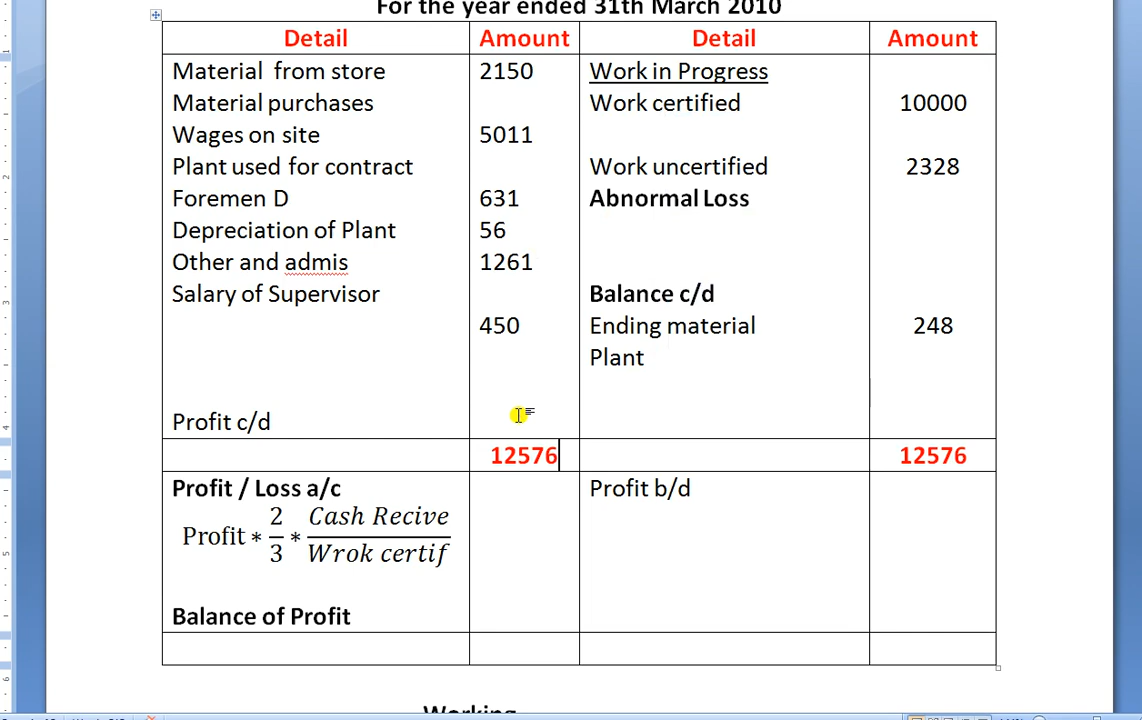 For the year ended 31th March 2010
Detail Amount Detail Amount
Material from store 2150 Work in Progress
Material purchases Work certified 10000
Wages on site 5011
Plant used for contract Work uncertified 2328
Foremen D 631 Abnormal Loss
Depreciation of Plant 56
Other and admis 1261
Salary of Supervisor Balance c/d
450 Ending material 248
Plant
Profit c/d
12576 12576
Profit / Loss a/c Profit b/d
Profit * 2/3 * Cash Recive/Wrok certif
Balance of Profit